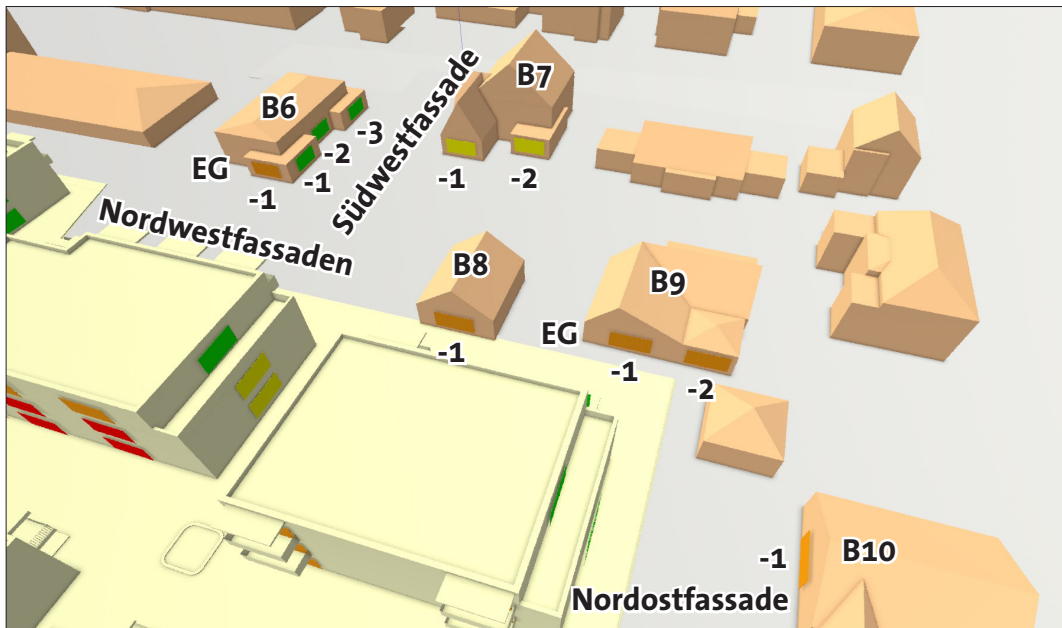 B6
B7
Südwestfassade
-3
-2
-1
EG
-1
-1
-2
Nordwestfassaden
B8
B9
EG
-1
-1
-2
-1
B10
Nordostfassade